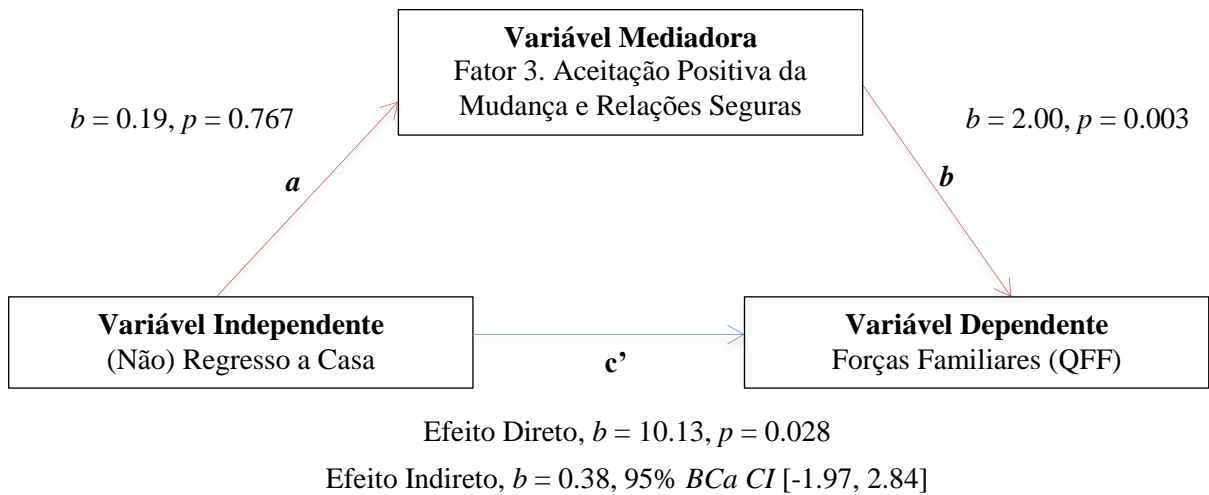 Variável Mediadora
Fator 3. Aceitação Positiva da
Mudança e Relações Seguras
b = 0.19, p = 0.767
b = 2.00, p = 0.003
a
b
Variável Independente
(Não) Regresso a Casa
Variável Dependente
Forças Familiares (QFF)
c’
Efeito Direto, b = 10.13, p = 0.028
Efeito Indireto, b = 0.38, 95% BCa CI [-1.97, 2.84]